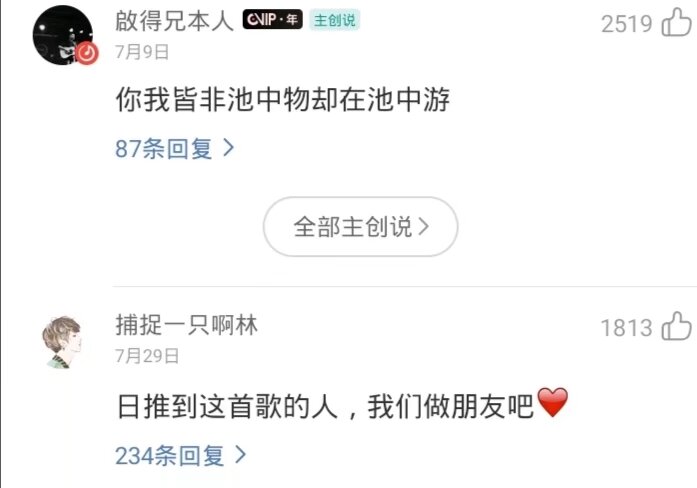 啟得兄本人 CVIP·年 主创说
2519
7月9日
你我皆非池中物却在池中游
87条回复 >
全部主创说 >
捕捉一只啊林
1813
7月29日
日推到这首歌的人，我们做朋友吧❤️
234条回复 >